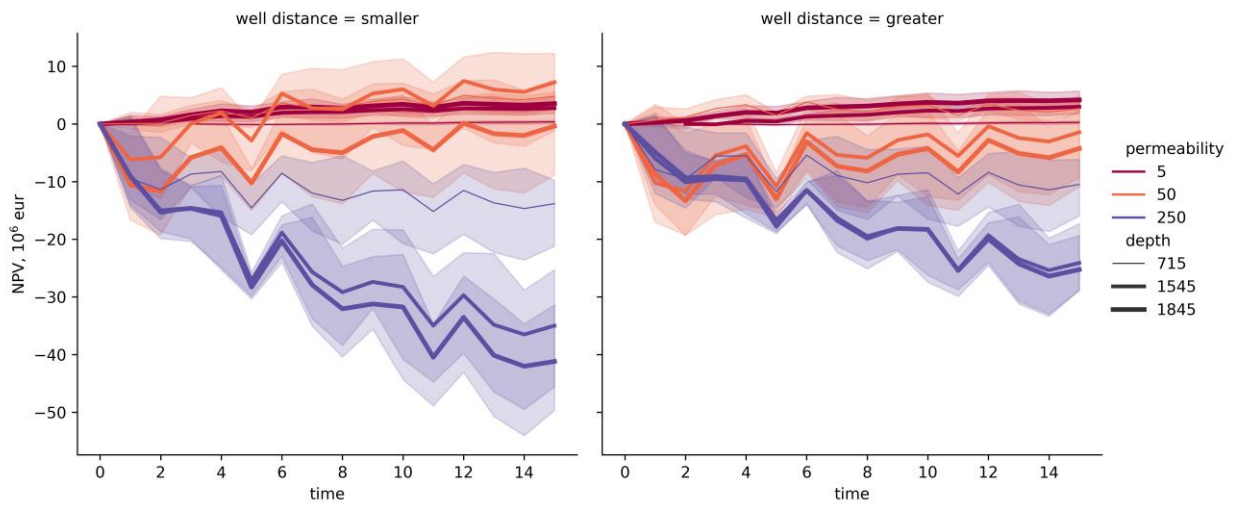 well distance = smaller
well distance = greater
NPV, 10⁶ eur
10
0
−10
−20
−30
−40
−50
0 2 4 6 8 10 12 14
time
0 2 4 6 8 10 12 14
time
permeability
5
50
250
depth
715
1545
1845